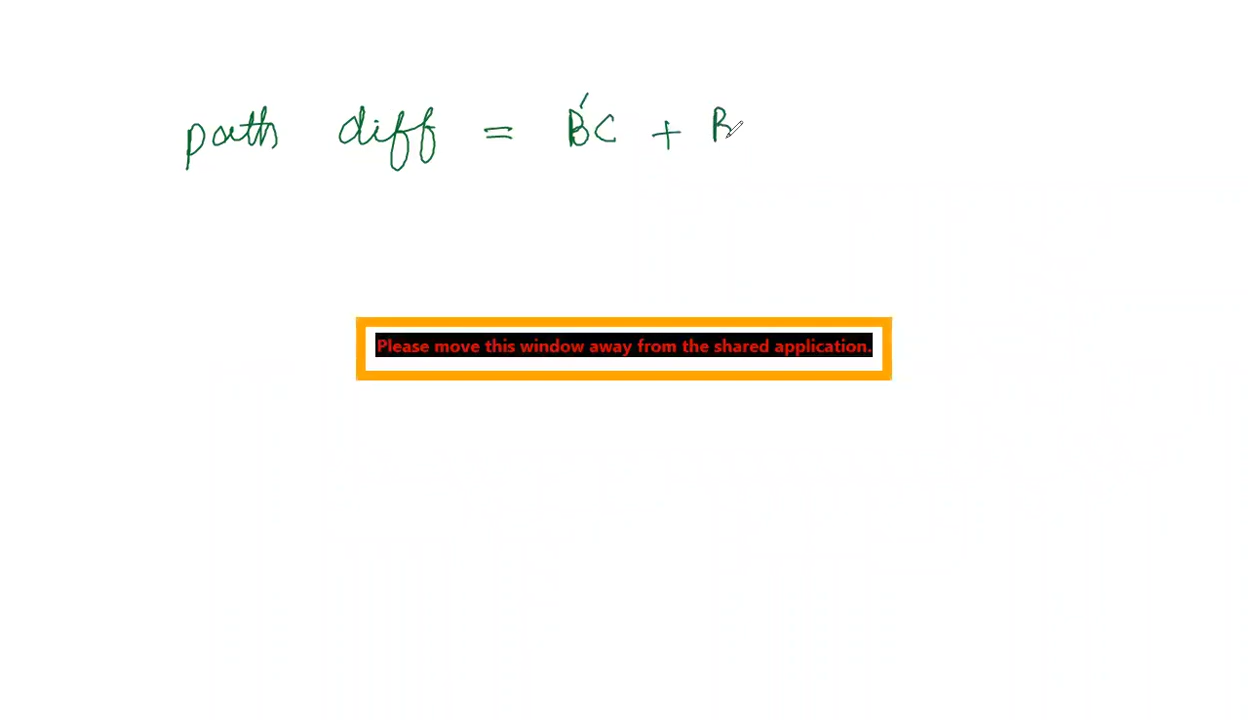 path diff = B'C + B
Please move this window away from the shared application.